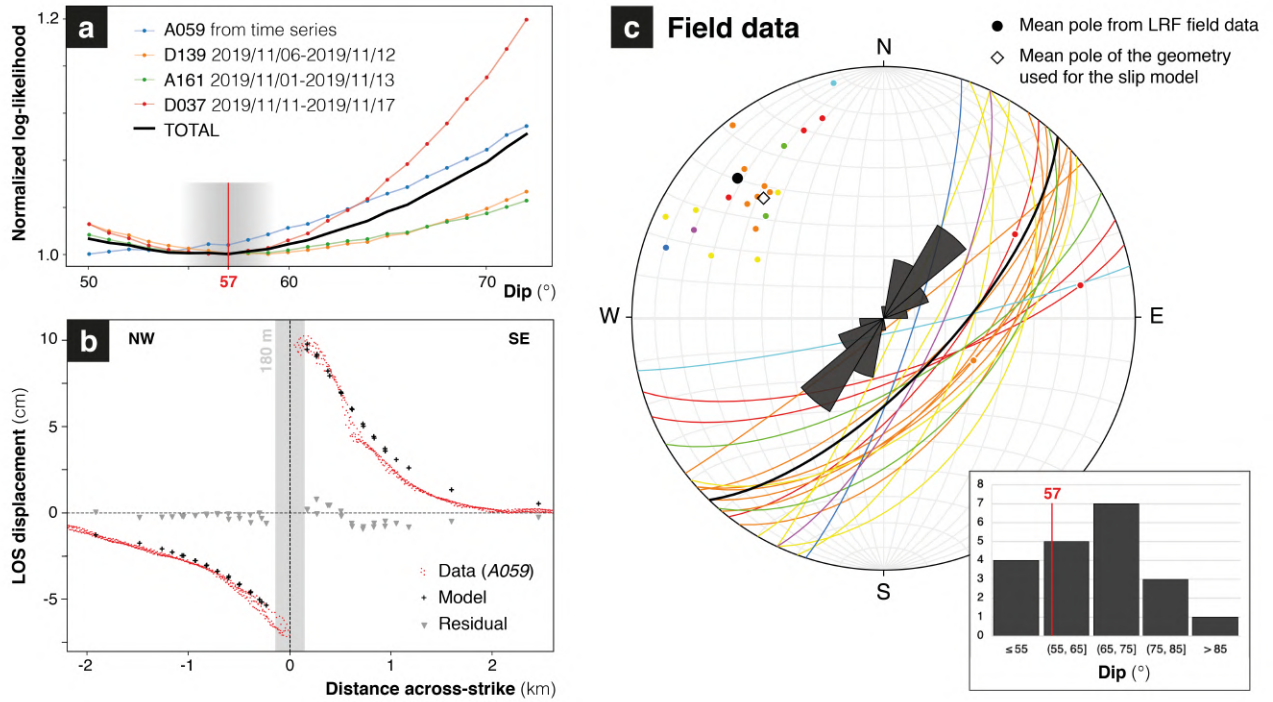 a
1.2
1.0
Normalized log-likelihood
A059 from time series
D139 2019/11/06-2019/11/12
A161 2019/11/01-2019/11/13
D037 2019/11/11-2019/11/17
TOTAL
50
57
60
70
Dip (°)
b
NW
SE
180 m
10
5
0
-5
LOS displacement (cm)
Data (A059)
Model
Residual
-2
-1
0
1
2
Distance across-strike (km)
c
Field data
Mean pole from LRF field data
Mean pole of the geometry
used for the slip model
N
W
E
S
8
7
6
5
4
3
2
1
0
57
≤ 55
(55, 65]
(65, 75]
(75, 85]
> 85
Dip (°)